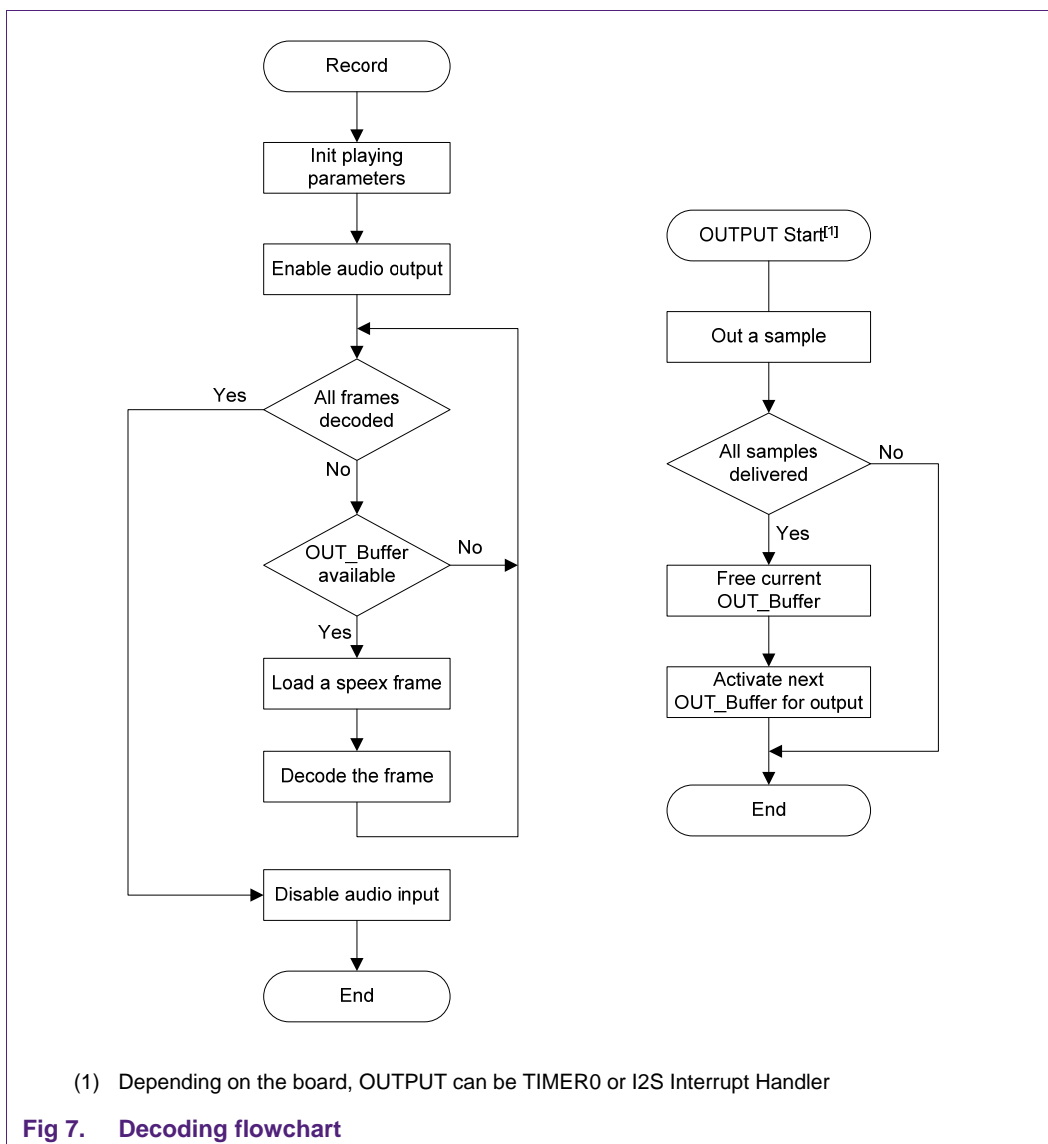 Record
Init playing
parameters
Enable audio output
Yes
All frames
decoded
No
OUT_Buffer
available
No
Yes
Load a speex frame
Decode the frame
Disable audio input
End
OUTPUT Start[1]
Out a sample
All samples
delivered
No
Yes
Free current
OUT_Buffer
Activate next
OUT_Buffer for output
End
(1) Depending on the board, OUTPUT can be TIMER0 or I2S Interrupt Handler
Fig 7. Decoding flowchart